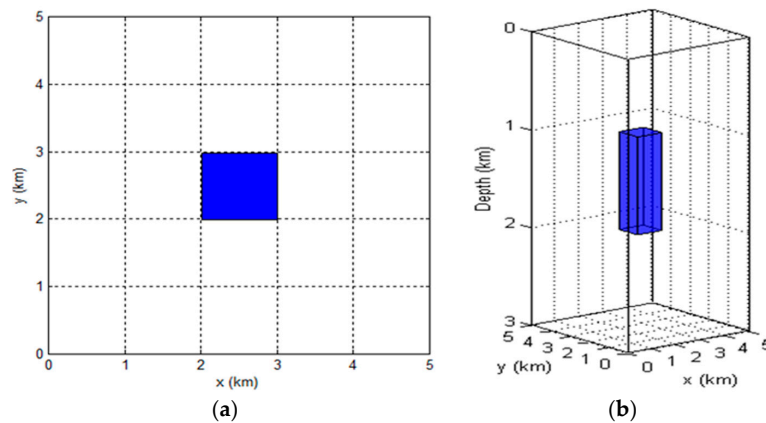 5
4
3
2
1
0
y (km)
0 1 2 3 4 5
x (km)
(a)
0
1
2
3
Depth (km)
5 4 3 2 1 0
y (km)
0 1 2 3 4 5
x (km)
(b)